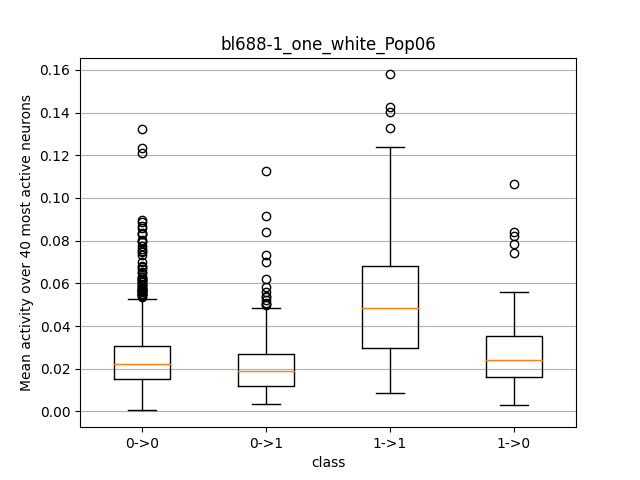 bl688-1_one_white_Pop06
Mean activity over 40 most active neurons
0.16
0.14
0.12
0.10
0.08
0.06
0.04
0.02
0.00
0->0 0->1 1->1 1->0
class